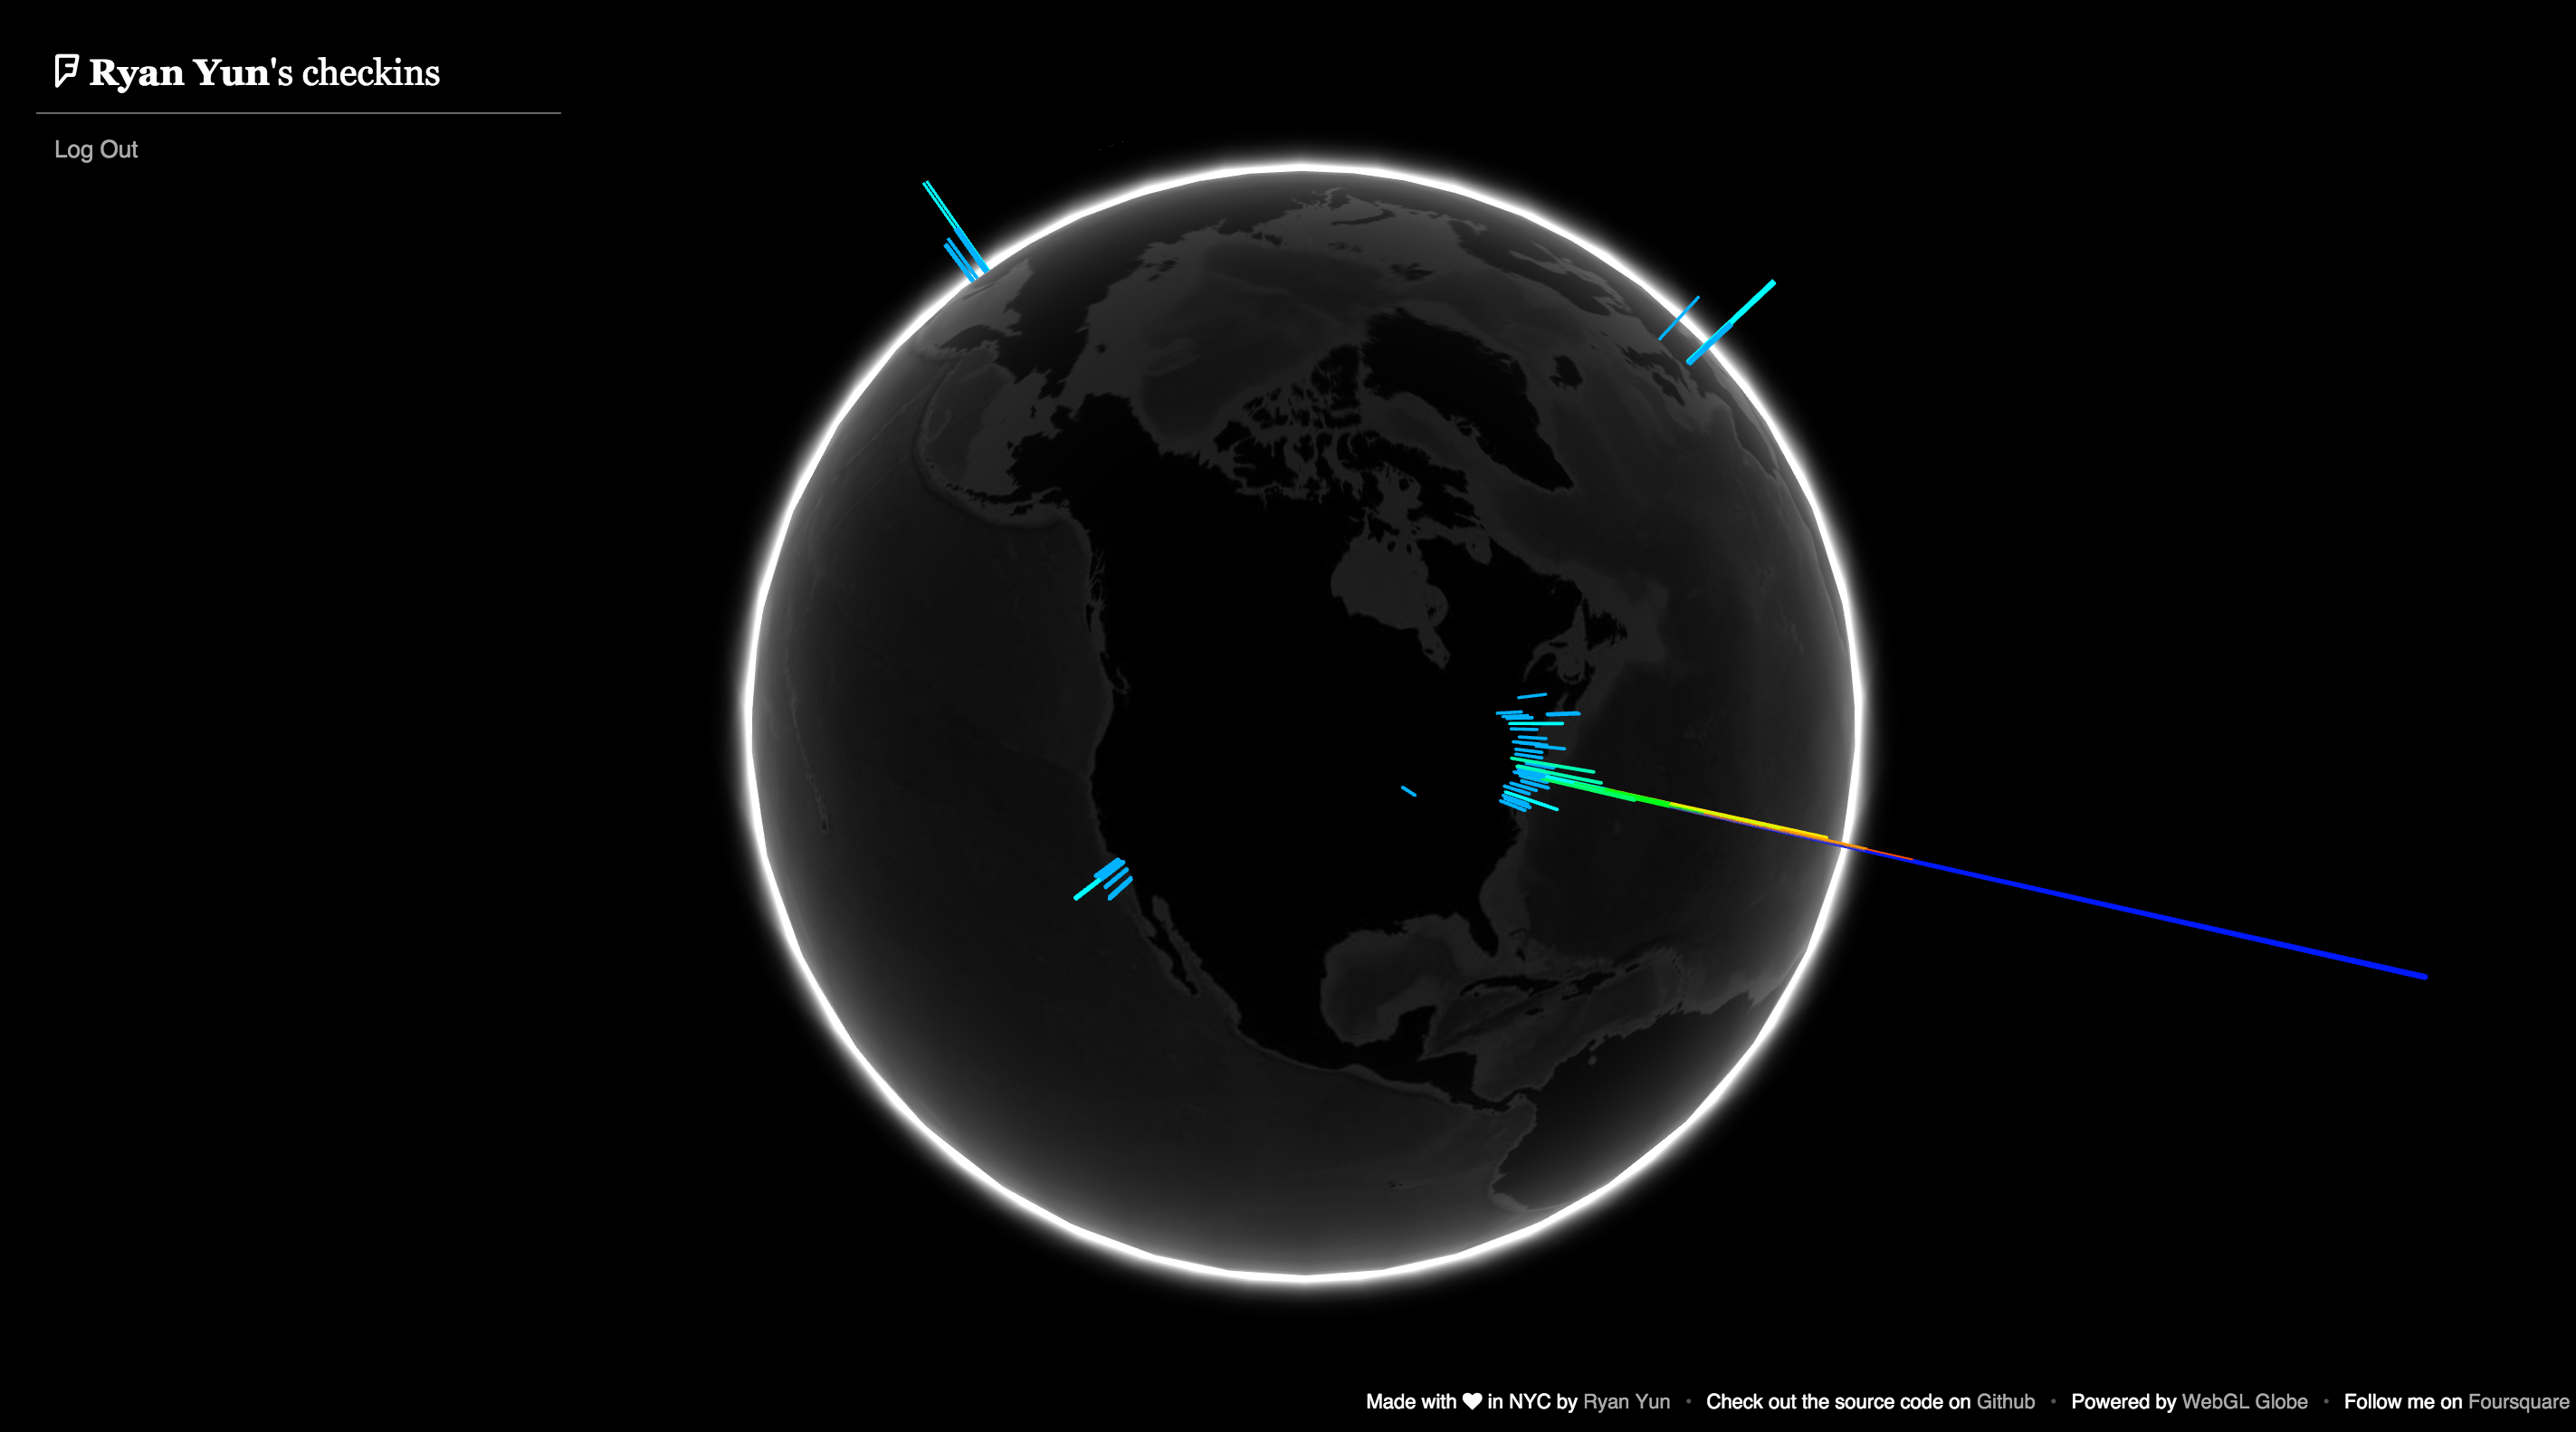 Ryan Yun's checkins
Log Out
Made with ♥ in NYC by Ryan Yun • Check out the source code on Github • Powered by WebGL Globe • Follow me on Foursquare